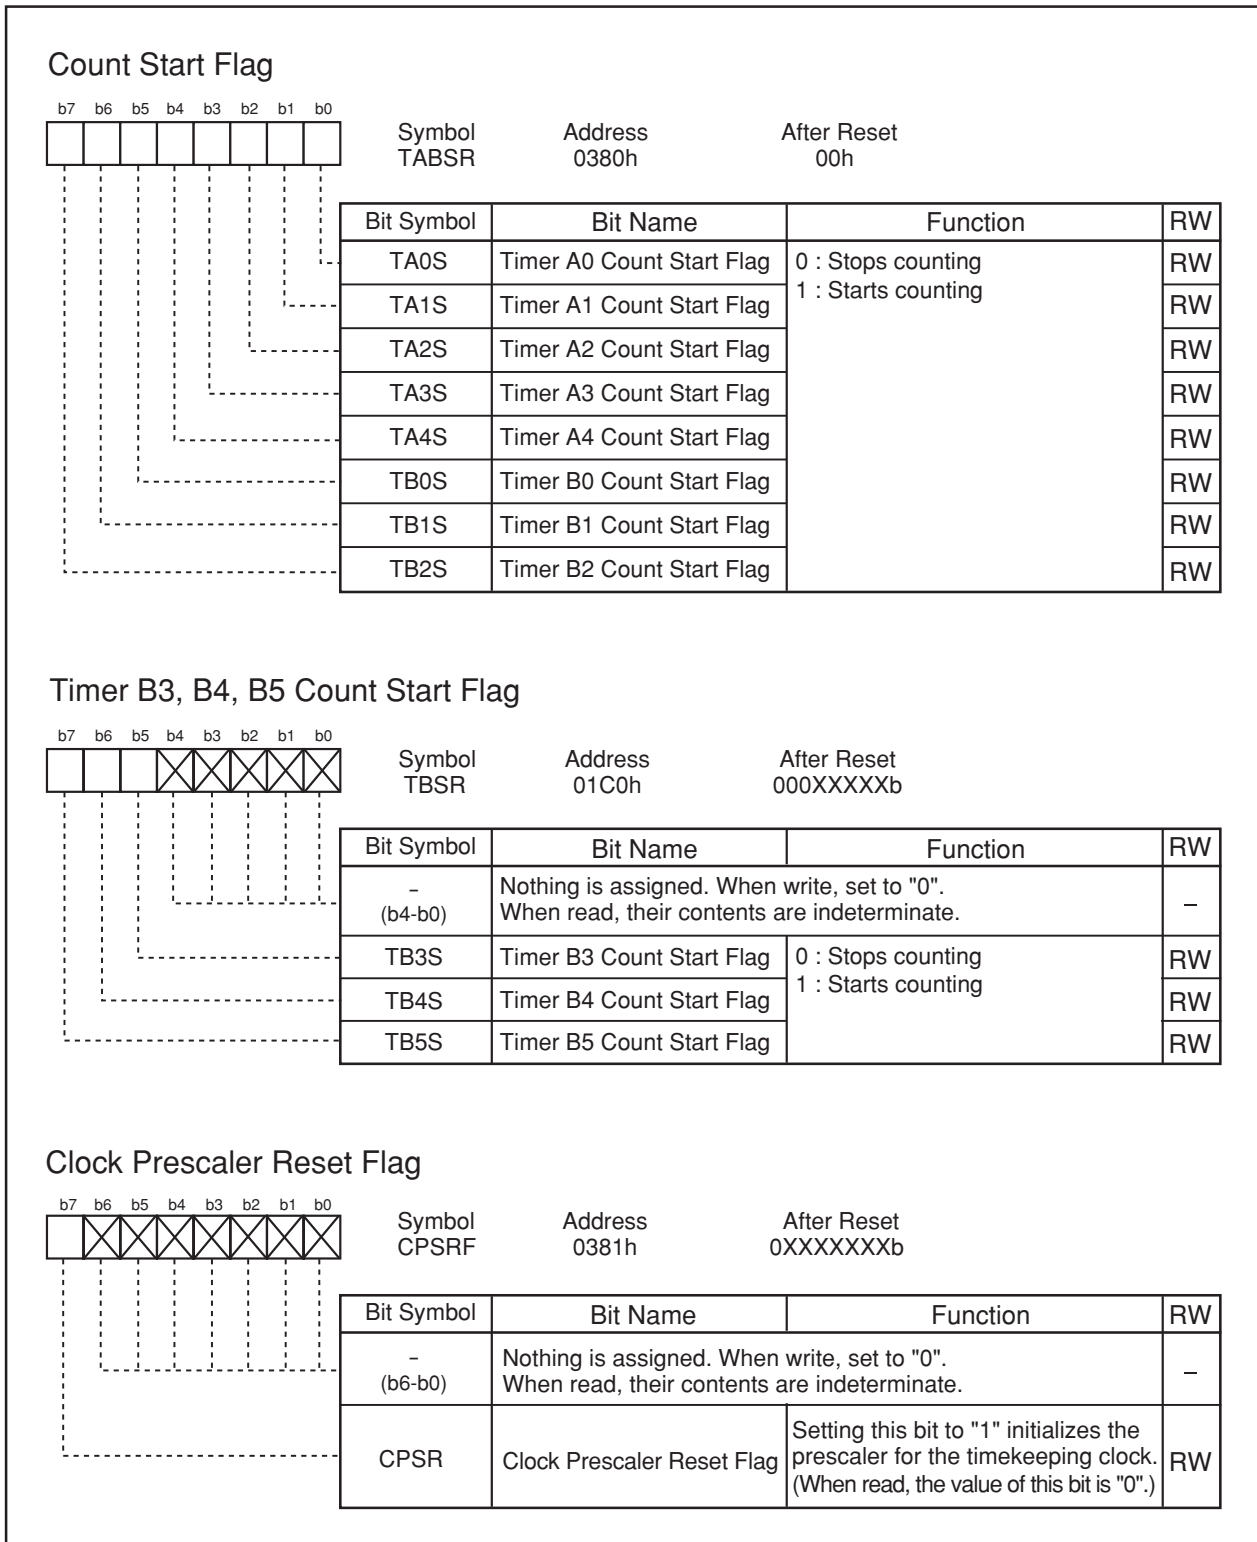 Count Start Flag
b7 b6 b5 b4 b3 b2 b1 b0
Symbol Address After Reset
TABSR 0380h 00h
Bit Symbol Bit Name Function RW
TA0S Timer A0 Count Start Flag 0 : Stops counting RW
1 : Starts counting
TA1S Timer A1 Count Start Flag RW
TA2S Timer A2 Count Start Flag RW
TA3S Timer A3 Count Start Flag RW
TA4S Timer A4 Count Start Flag RW
TB0S Timer B0 Count Start Flag RW
TB1S Timer B1 Count Start Flag RW
TB2S Timer B2 Count Start Flag RW
Timer B3, B4, B5 Count Start Flag
b7 b6 b5 b4 b3 b2 b1 b0
Symbol Address After Reset
TBSR 01C0h 000XXXXXb
Bit Symbol Bit Name Function RW
– Nothing is assigned. When write, set to "0".
(b4-b0) When read, their contents are indeterminate. –
TB3S Timer B3 Count Start Flag 0 : Stops counting RW
1 : Starts counting
TB4S Timer B4 Count Start Flag RW
TB5S Timer B5 Count Start Flag RW
Clock Prescaler Reset Flag
b7 b6 b5 b4 b3 b2 b1 b0
Symbol Address After Reset
CPSRF 0381h 0XXXXXXXb
Bit Symbol Bit Name Function RW
– Nothing is assigned. When write, set to "0".
(b6-b0) When read, their contents are indeterminate. –
Setting this bit to "1" initializes the
CPSR Clock Prescaler Reset Flag prescaler for the timekeeping clock. RW
(When read, the value of this bit is "0".)